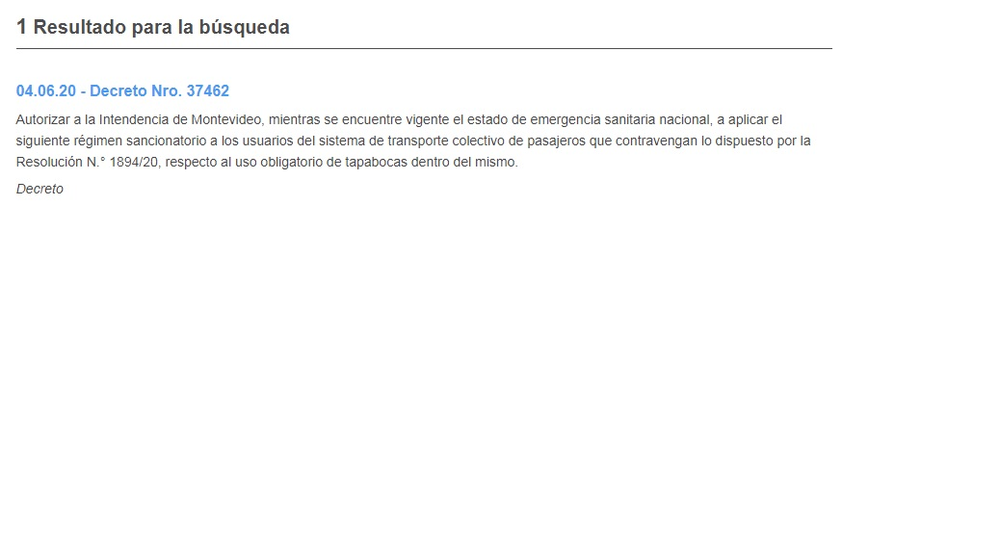 1 Resultado para la búsqueda
04.06.20 - Decreto Nro. 37462
Autorizar a la Intendencia de Montevideo, mientras se encuentre vigente el estado de emergencia sanitaria nacional, a aplicar el
siguiente régimen sancionatorio a los usuarios del sistema de transporte colectivo de pasajeros que contravengan lo dispuesto por la
Resolución N.° 1894/20, respecto al uso obligatorio de tapabocas dentro del mismo.
Decreto